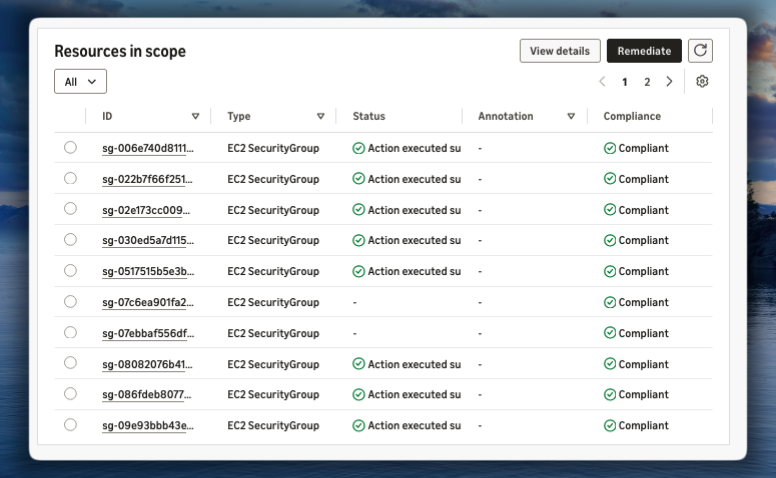 Resources in scope View details Remediate
All 1 2
ID Type Status Annotation Compliance
sg-006e740d8111... EC2 SecurityGroup Action executed su - Compliant
sg-022b7f66f251... EC2 SecurityGroup Action executed su - Compliant
sg-02e173cc009... EC2 SecurityGroup Action executed su - Compliant
sg-030ed5a7d115... EC2 SecurityGroup Action executed su - Compliant
sg-0517515b5e3b... EC2 SecurityGroup Action executed su - Compliant
sg-07c6ea901fa2... EC2 SecurityGroup - - Compliant
sg-07ebbaf556df... EC2 SecurityGroup - - Compliant
sg-08082076b41... EC2 SecurityGroup Action executed su - Compliant
sg-086fdeb8077... EC2 SecurityGroup Action executed su - Compliant
sg-09e93bbb43e... EC2 SecurityGroup Action executed su - Compliant